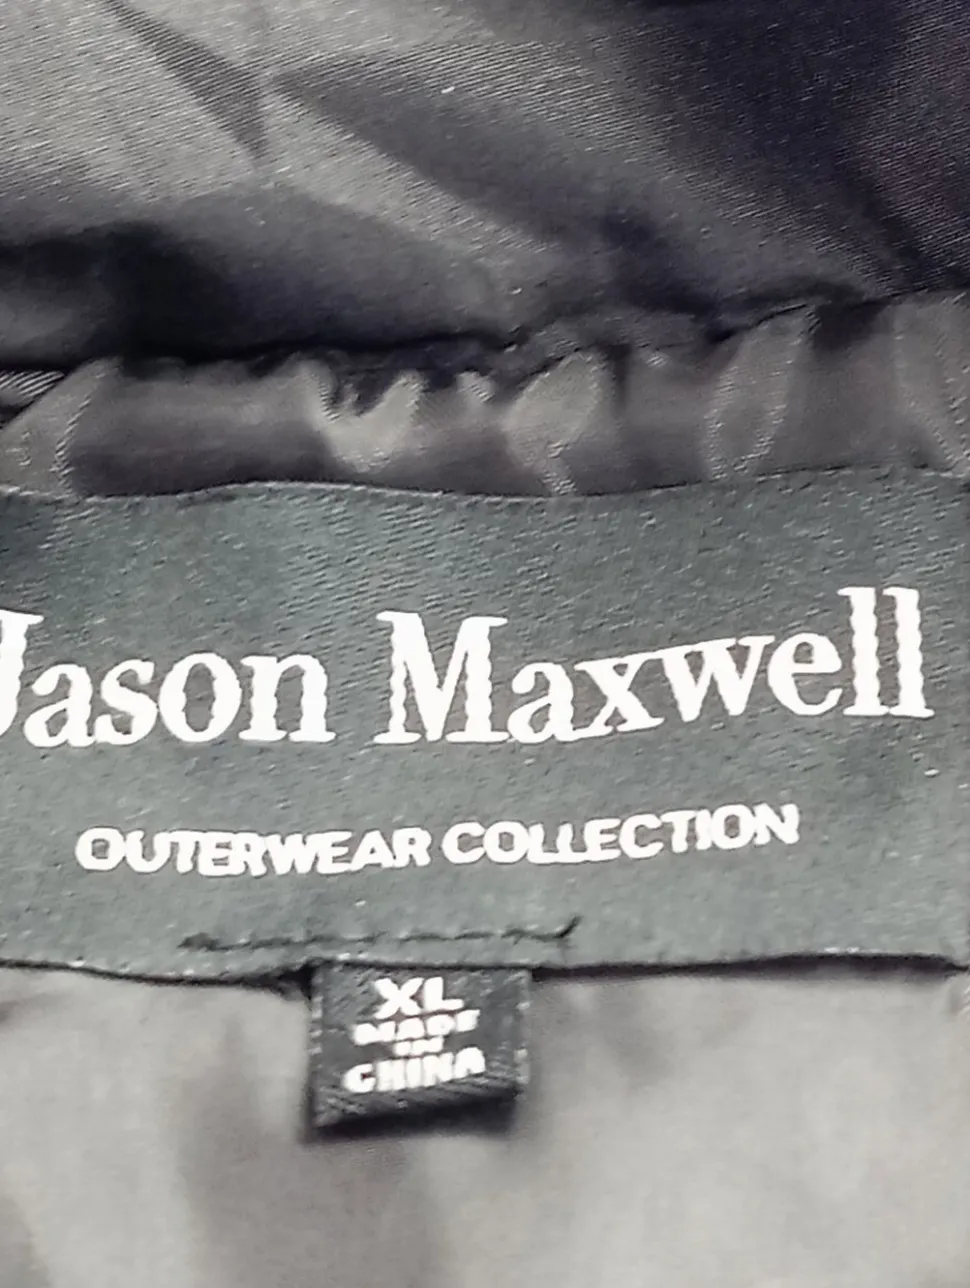 Jason Maxwell
OUTERWEAR COLLECTION
XL
MADE
IN
CHINA